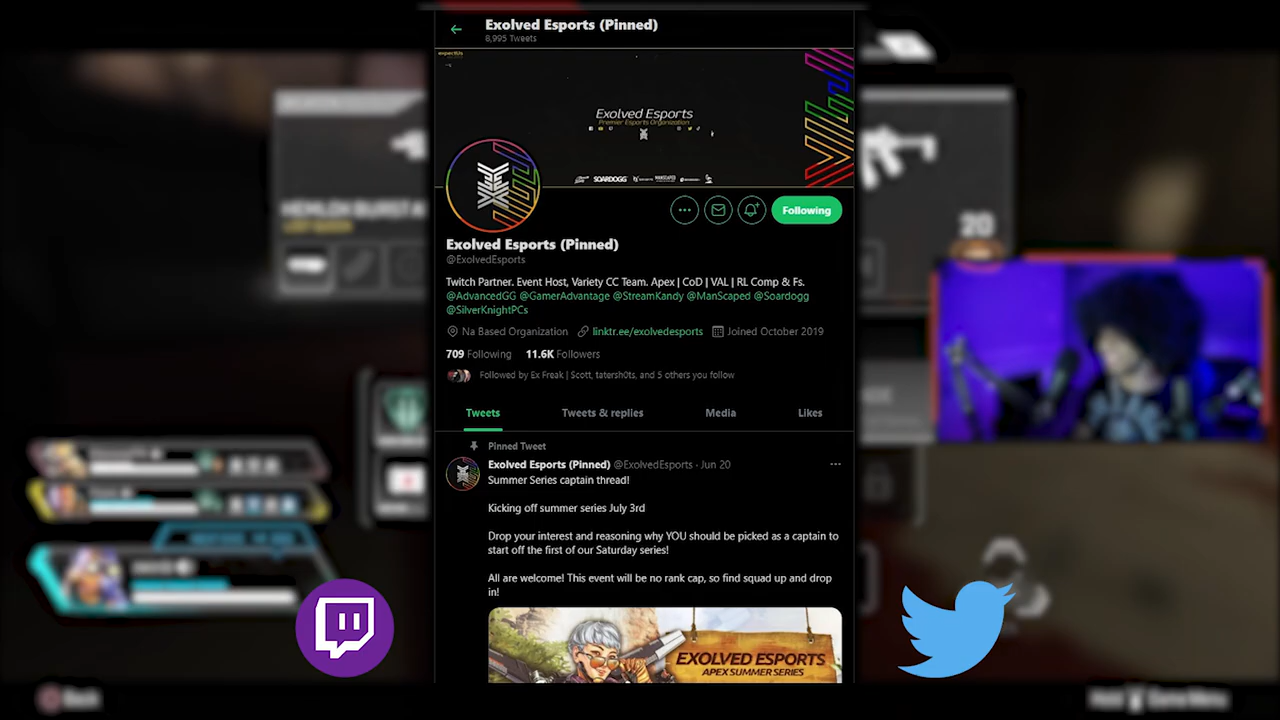 Exolved Esports (Pinned)
8,995 Tweets
Exolved Esports
Premier Esports Organization
SOARDOGG
MANSCAPED
Following
Exolved Esports (Pinned)
@ExolvedEsports
Twitch Partner. Event Host, Variety CC Team. Apex | CoD | VAL | RL Comp & Fs.
@AdvancedGG @GamerAdvantage @StreamKandy @ManScaped @Soardogg
@SilverKnightPCs
Na Based Organization linktr.ee/exolvedesports Joined October 2019
709 Following 11.6K Followers
Followed by Ex Freak | Scott, tatersh0ts, and 5 others you follow
Tweets Tweets & replies Media Likes
Pinned Tweet
Exolved Esports (Pinned) @ExolvedEsports · Jun 20
Summer Series captain thread!
Kicking off summer series July 3rd
Drop your interest and reasoning why YOU should be picked as a captain to
start off the first of our Saturday series!
All are welcome! This event will be no rank cap, so find squad up and drop
in!
EXOLVED ESPORTS
APEX SUMMER SERIES
20
Back